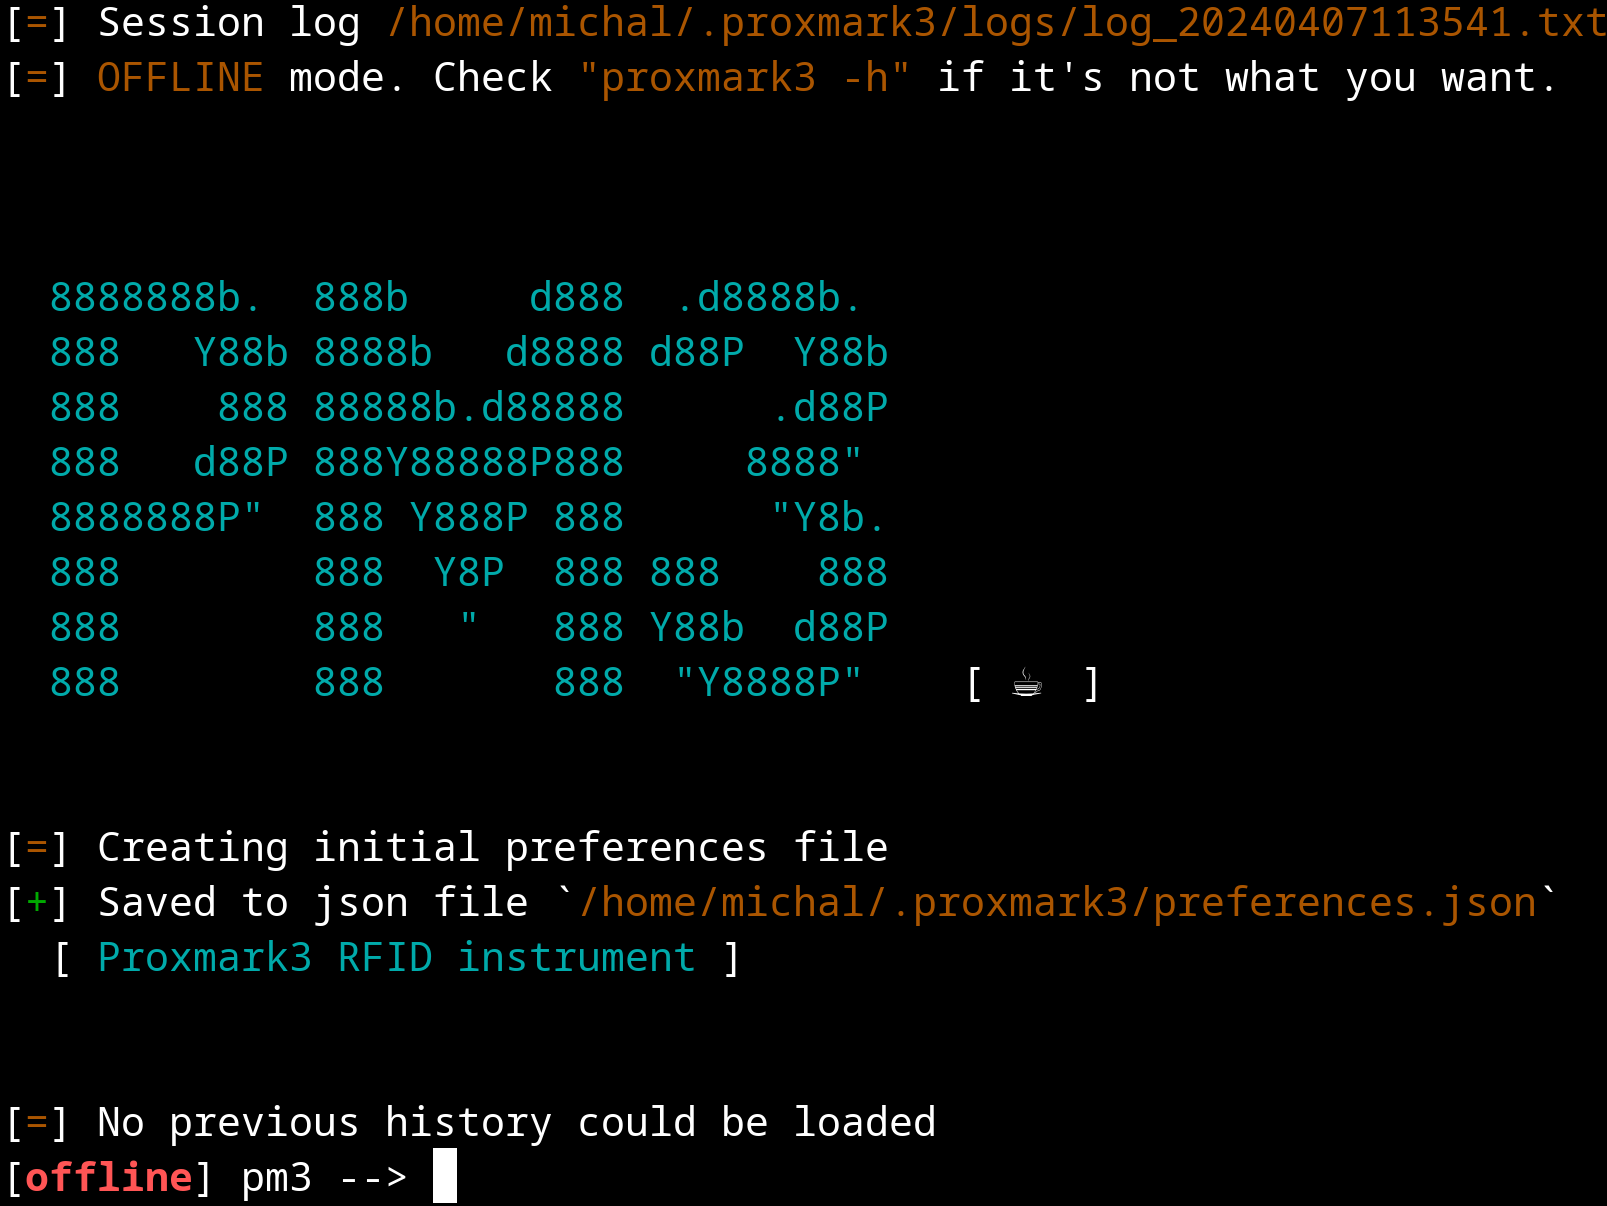 [=] Session log /home/michal/.proxmark3/logs/log_20240407113541.txt
[=] OFFLINE mode. Check "proxmark3 -h" if it's not what you want.
  8888888b.  888b     d888  .d8888b.
  888   Y88b 8888b   d8888 d88P  Y88b
  888    888 88888b.d88888      .d88P
  888   d88P 888Y88888P888     8888"
  8888888P"  888 Y888P 888      "Y8b.
  888        888  Y8P  888 888    888
  888        888   "   888 Y88b  d88P
  888        888       888  "Y8888P"    [ ☕ ]
[=] Creating initial preferences file
[+] Saved to json file `/home/michal/.proxmark3/preferences.json`
  [ Proxmark3 RFID instrument ]
[=] No previous history could be loaded
[offline] pm3 -->